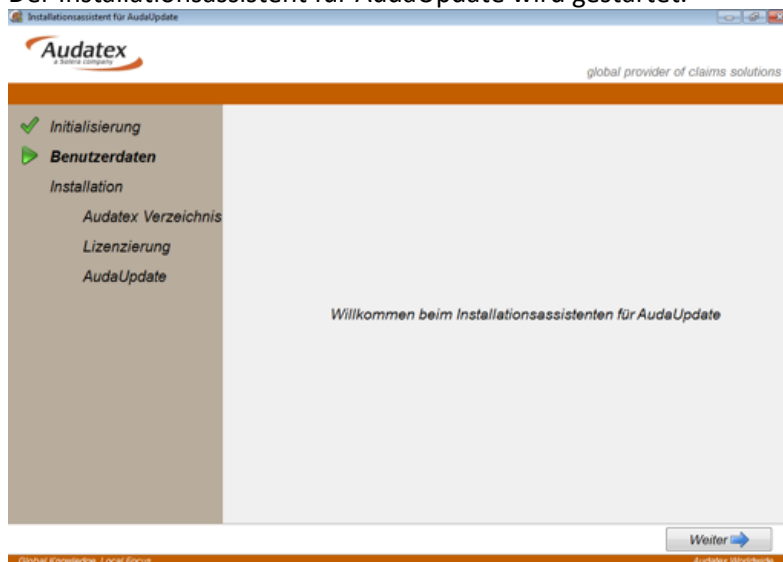 Der Installationsassistent für AudaUpdate wird gestartet.
Installationsassistent für AudaUpdate
Audatex
a Solera company
global provider of claims solutions
Initialisierung
Benutzerdaten
Installation
Audatex Verzeichnis
Lizenzierung
AudaUpdate
Willkommen beim Installationsassistenten für AudaUpdate
Weiter
Global Knowledge. Local Focus
Audatex Worldwide